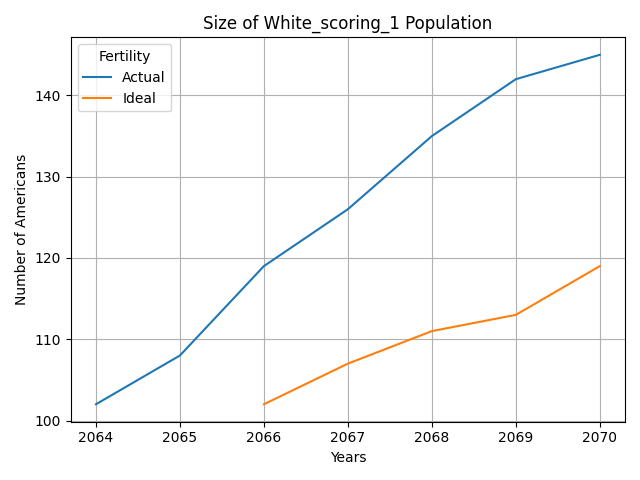 Size of White_scoring_1 Population
Fertility
Actual
Ideal
Number of Americans
140
130
120
110
100
2064 2065 2066 2067 2068 2069 2070
Years